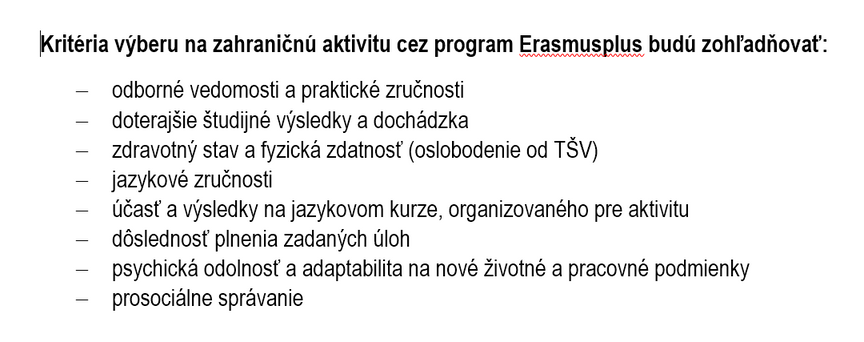 Kritéria výberu na zahraničnú aktivitu cez program Erasmusplus budú zohľadňovať:
– odborné vedomosti a praktické zručnosti
– doterajšie študijné výsledky a dochádzka
– zdravotný stav a fyzická zdatnosť (oslobodenie od TŠV)
– jazykové zručnosti
– účasť a výsledky na jazykovom kurze, organizovaného pre aktivitu
– dôslednosť plnenia zadaných úloh
– psychická odolnosť a adaptabilita na nové životné a pracovné podmienky
– prosociálne správanie